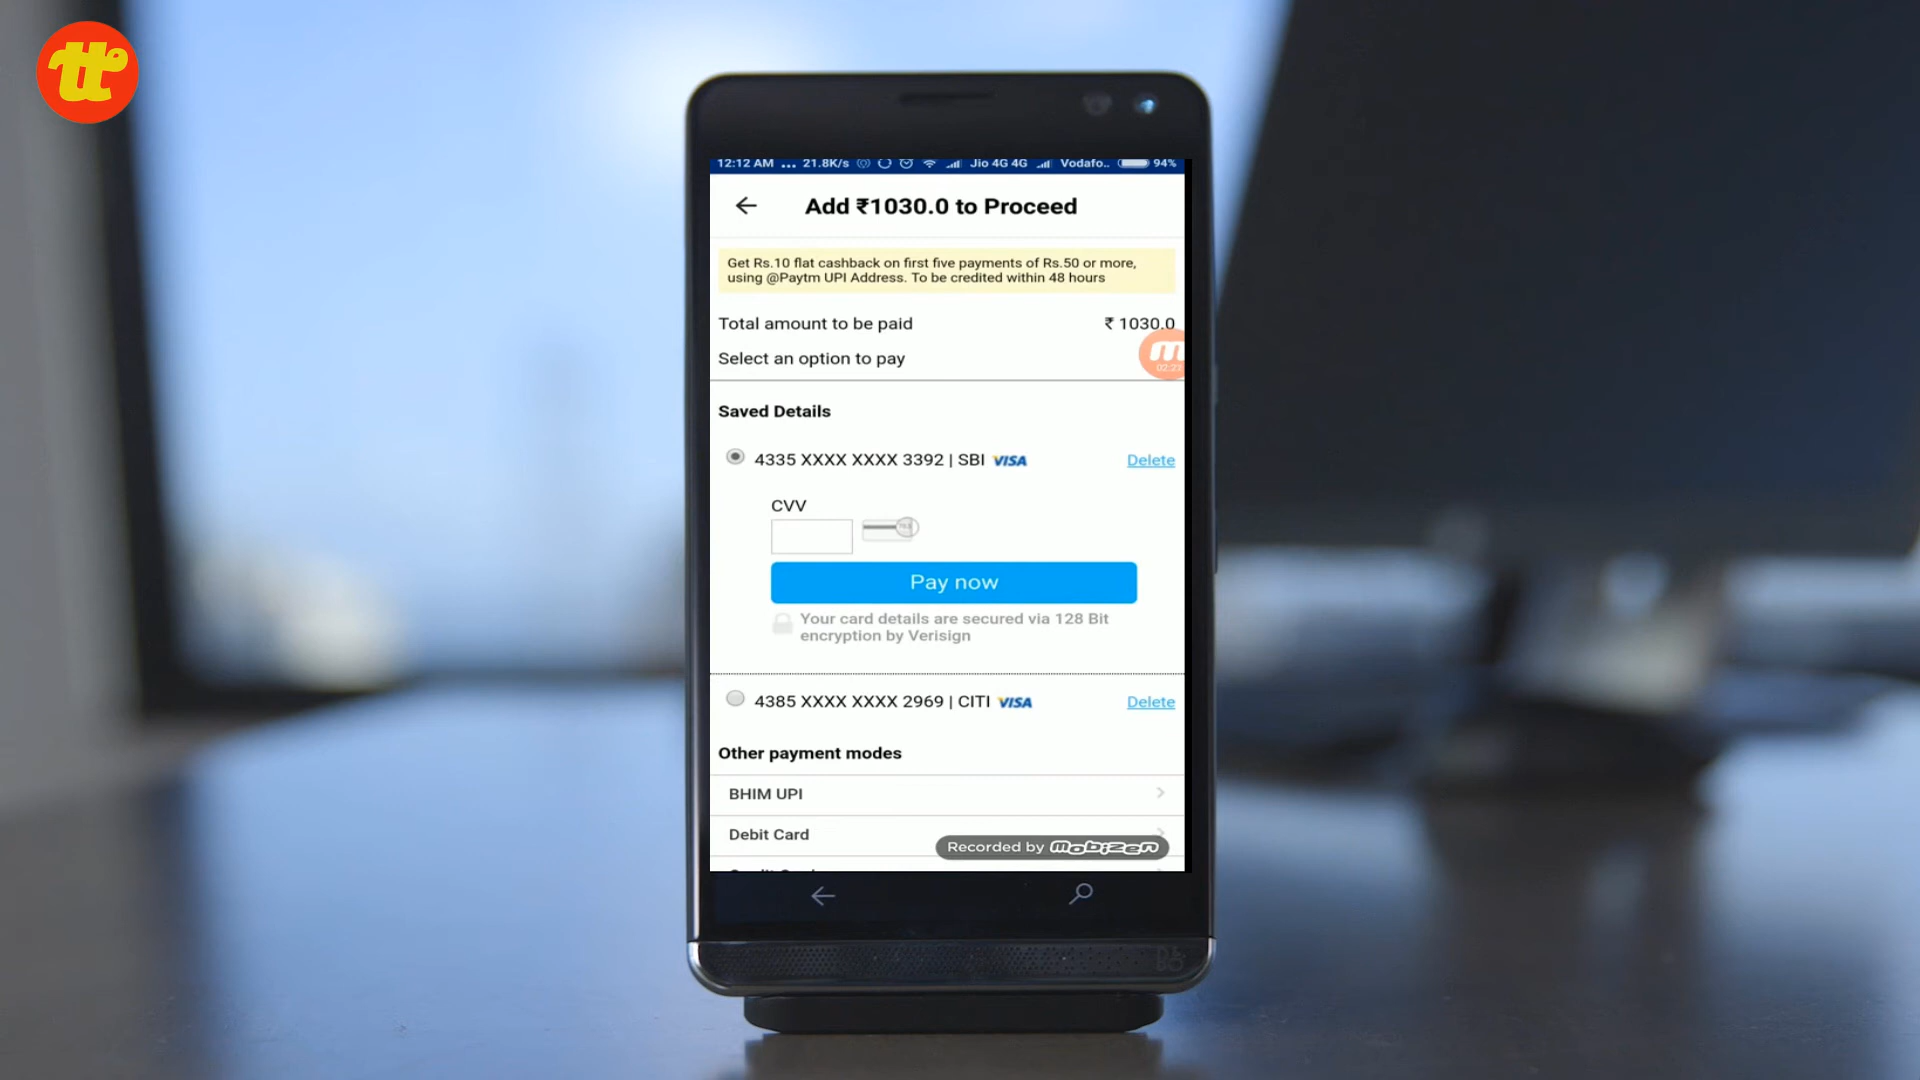 tt
12:12 AM ... 21.8K/s Jio 4G 4G Vodafo.. 94%
Add ₹1030.0 to Proceed
Get Rs.10 flat cashback on first five payments of Rs.50 or more,
using @Paytm UPI Address. To be credited within 48 hours
Total amount to be paid ₹ 1030.0
Select an option to pay
02:23
Saved Details
4335 XXXX XXXX 3392 | SBI VISA Delete
CVV
Pay now
Your card details are secured via 128 Bit
encryption by Verisign
4385 XXXX XXXX 2969 | CITI VISA Delete
Other payment modes
BHIM UPI
Debit Card
Recorded by mobizen